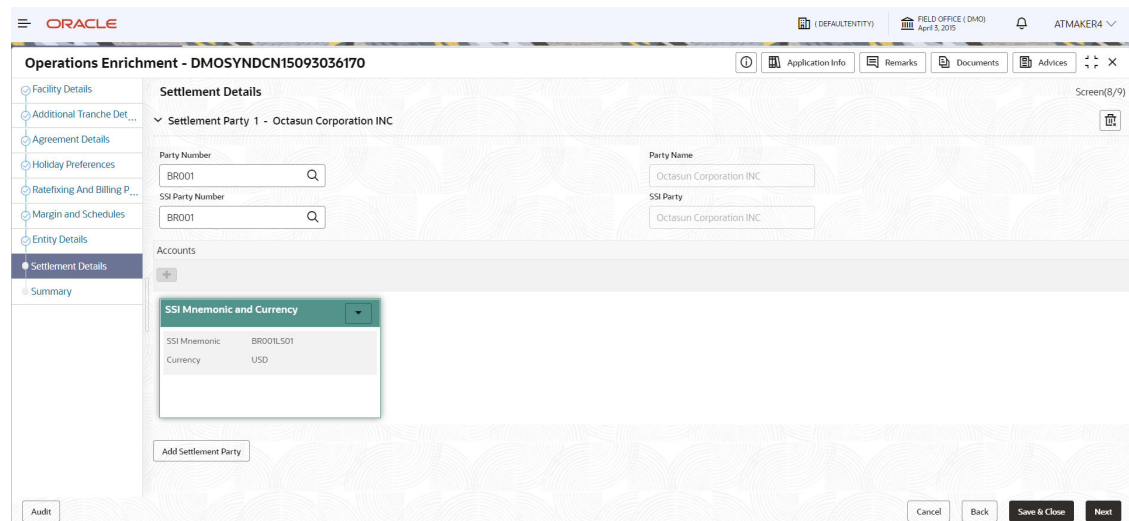 ORACLE
( DEFAULTENTITY)
FIELD OFFICE ( DMO)
April 3, 2015
ATMAKER4
Operations Enrichment - DMOSYNDCN15093036170
Application Info
Remarks
Documents
Advices
Facility Details
Additional Tranche Det...
Agreement Details
Holiday Preferences
Ratefixing And Billing P...
Margin and Schedules
Entity Details
Settlement Details
Summary
Settlement Details
Screen(8/9)
Settlement Party 1 - Octasun Corporation INC
Party Number
BR001
Party Name
Octasun Corporation INC
SSI Party Number
BR001
SSI Party
Octasun Corporation INC
Accounts
SSI Mnemonic and Currency
SSI Mnemonic BR001LS01
Currency USD
Add Settlement Party
Audit
Cancel
Back
Save & Close
Next